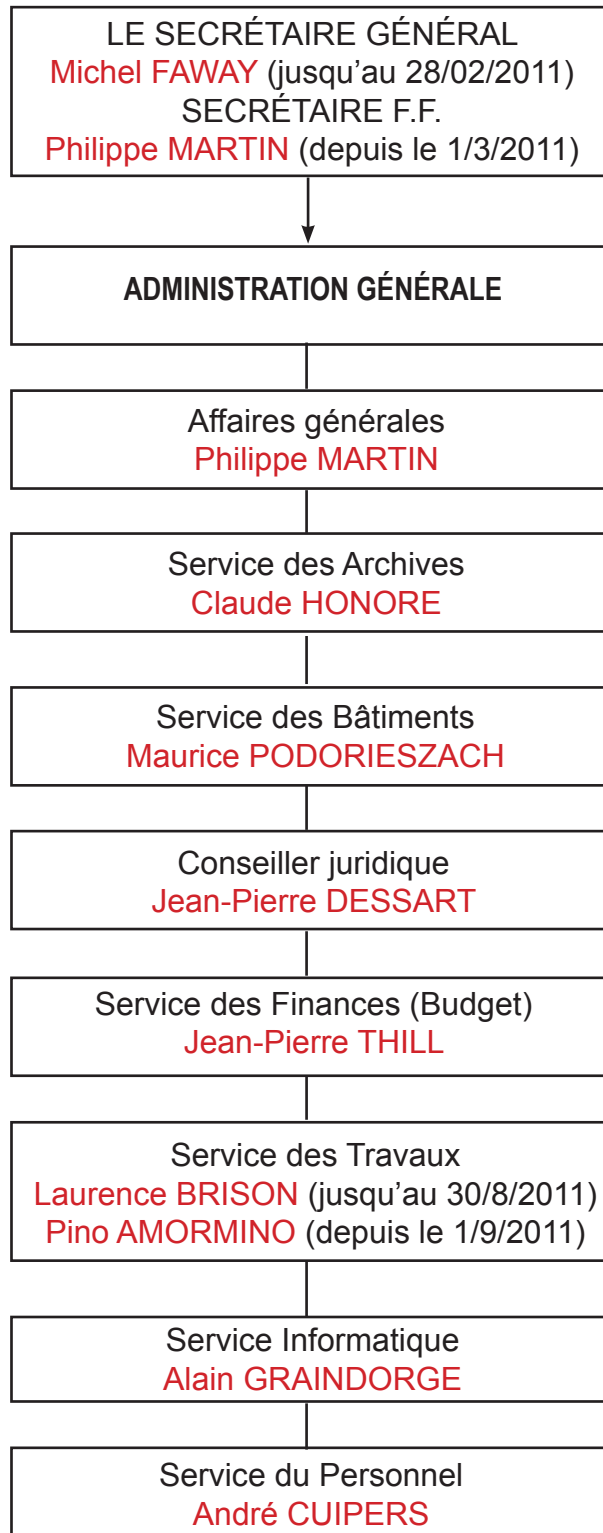 LE SECRÉTAIRE GÉNÉRAL
Michel FAWAY (jusqu'au 28/02/2011)
SECRÉTAIRE F.F.
Philippe MARTIN (depuis le 1/3/2011)
ADMINISTRATION GÉNÉRALE
Affaires générales
Philippe MARTIN
Service des Archives
Claude HONORE
Service des Bâtiments
Maurice PODORIESZACH
Conseiller juridique
Jean-Pierre DESSART
Service des Finances (Budget)
Jean-Pierre THILL
Service des Travaux
Laurence BRISON (jusqu'au 30/8/2011)
Pino AMORMINO (depuis le 1/9/2011)
Service Informatique
Alain GRAINDORGE
Service du Personnel
André CUIPERS